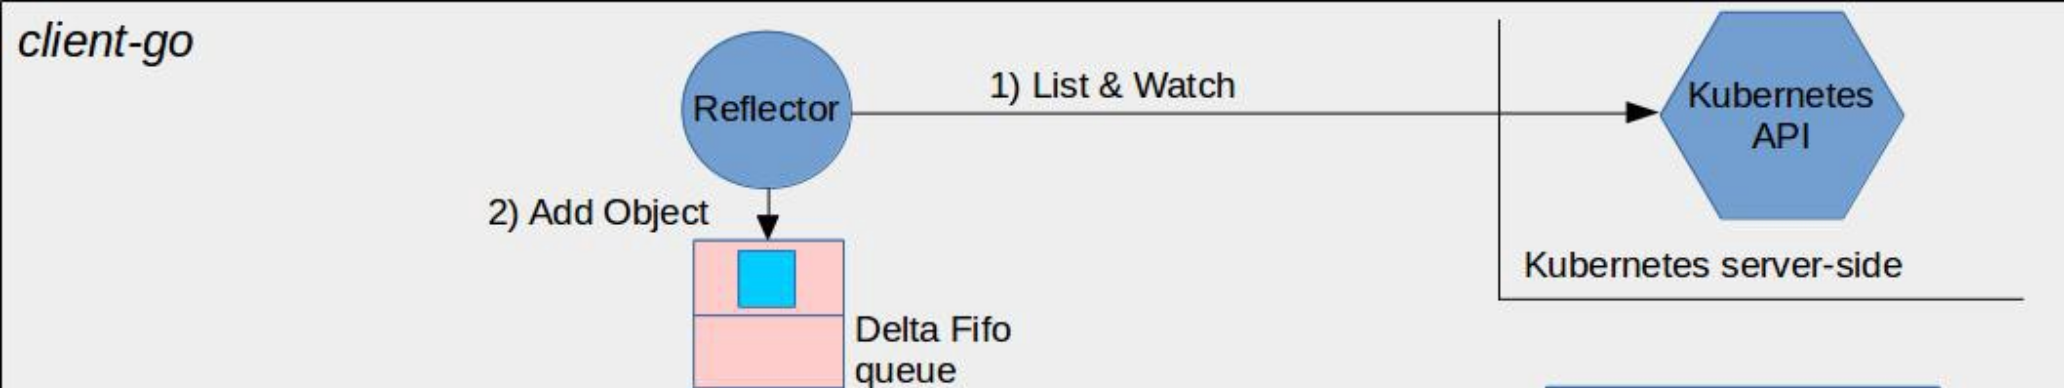 client-go
1) List & Watch
Reflector
Kubernetes
API
2) Add Object
Kubernetes server-side
Delta Fifo
queue